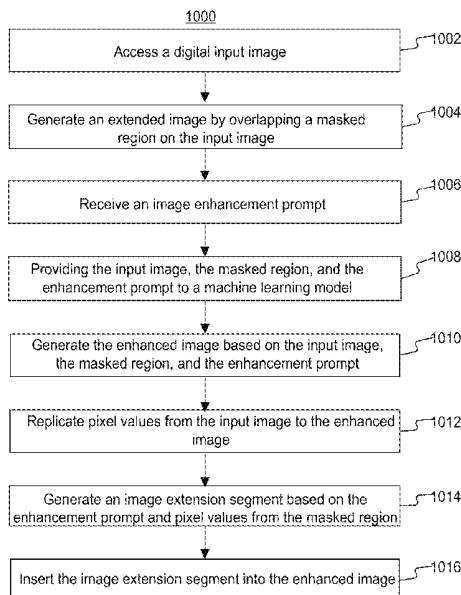 1000
Access a digital input image
1002
Generate an extended image by overlapping a masked
region on the input image
1004
Receive an image enhancement prompt
1006
Providing the input image, the masked region, and the
enhancement prompt to a machine learning model
1008
Generate the enhanced image based on the input image,
the masked region, and the enhancement prompt
1010
Replicate pixel values from the input image to the enhanced
image
1012
Generate an image extension segment based on the
enhancement prompt and pixel values from the masked region
1014
Insert the image extension segment into the enhanced image
1016